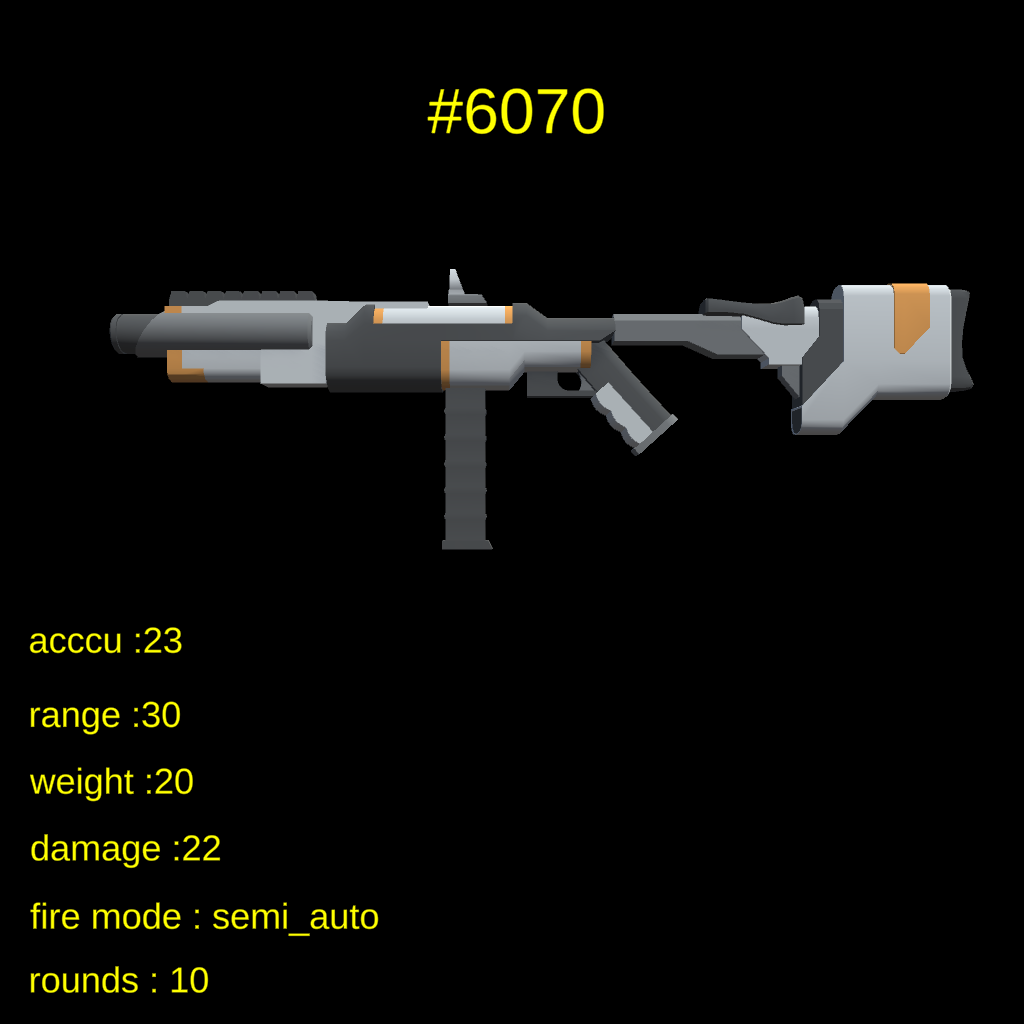 #6070
acccu :23
range :30
weight :20
damage :22
fire mode : semi_auto
rounds : 10